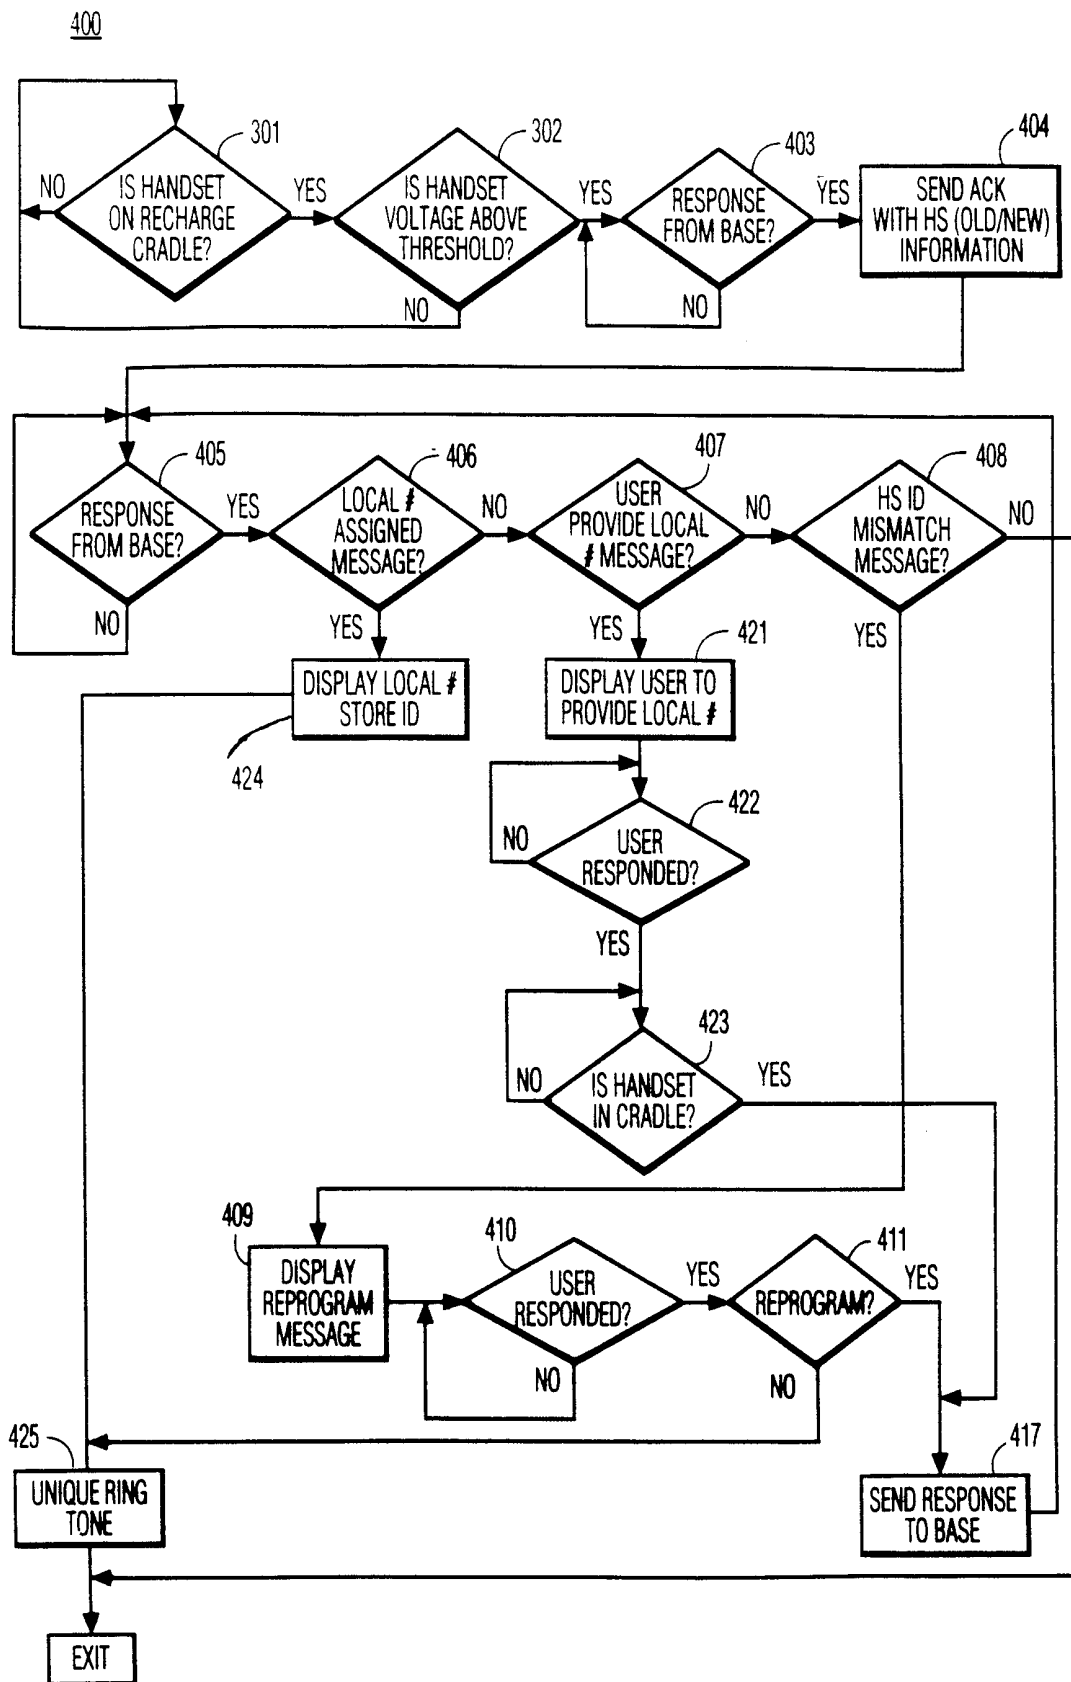 400
301
302
403
404
NO
IS HANDSET
ON RECHARGE
CRADLE?
YES
IS HANDSET
VOLTAGE ABOVE
THRESHOLD?
YES
RESPONSE
FROM BASE?
YES
SEND ACK
WITH HS (OLD/NEW)
INFORMATION
NO
NO
405
406
407
408
RESPONSE
FROM BASE?
YES
LOCAL #
ASSIGNED
MESSAGE?
NO
USER
PROVIDE LOCAL
# MESSAGE?
NO
HS ID
MISMATCH
MESSAGE?
NO
NO
YES
YES
YES
421
DISPLAY LOCAL #
STORE ID
DISPLAY USER TO
PROVIDE LOCAL #
424
422
NO
USER
RESPONDED?
YES
423
NO
IS HANDSET
IN CRADLE?
YES
409
410
411
DISPLAY
REPROGRAM
MESSAGE
USER
RESPONDED?
YES
REPROGRAM?
YES
NO
NO
425
417
UNIQUE RING
TONE
SEND RESPONSE
TO BASE
EXIT